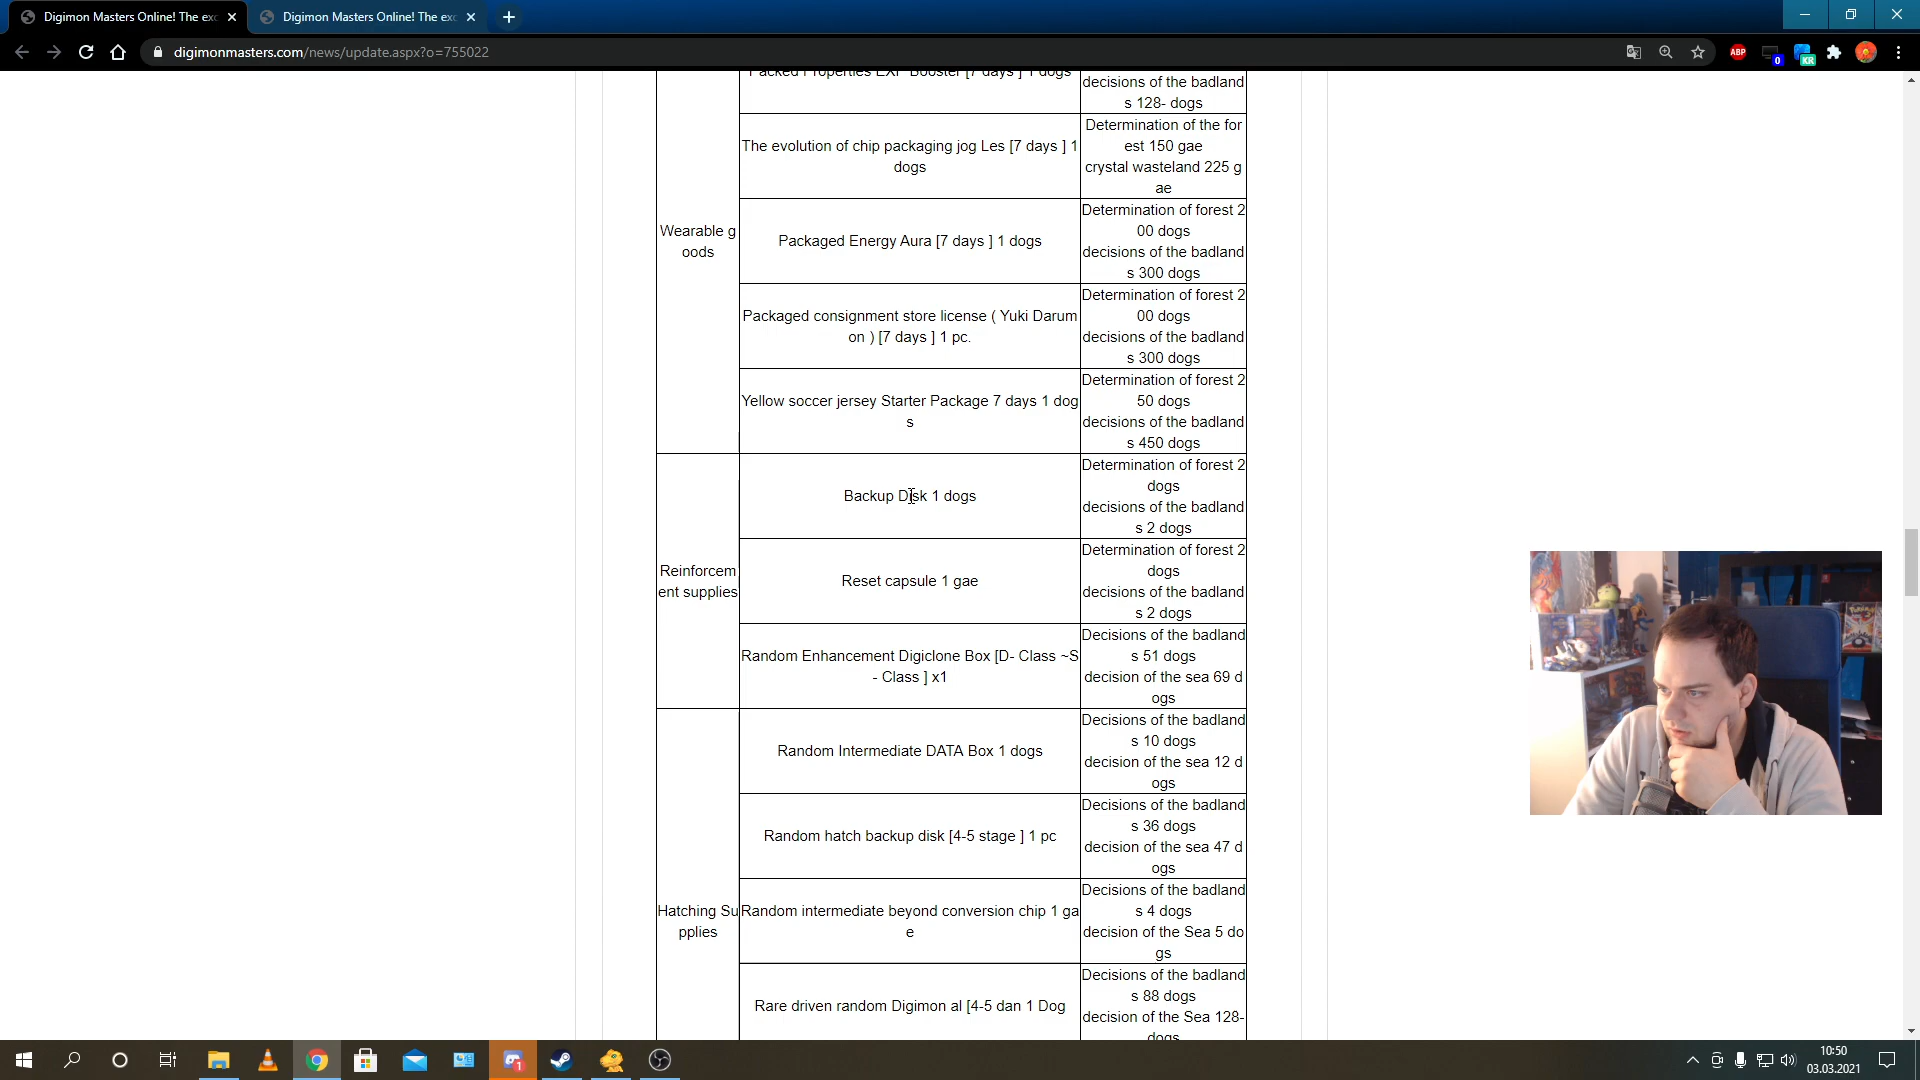 Digimon Masters Online! The exc
Digimon Masters Online! The exc
digimonmasters.com/news/update.aspx?o=755022
ABP
0
KR
Packed Properties EXP Booster [7 days ] 1 dogs
decisions of the badland
s 128- dogs
The evolution of chip packaging jog Les [7 days ] 1
dogs
Determination of the for
est 150 gae
crystal wasteland 225 g
ae
Wearable g
oods
Packaged Energy Aura [7 days ] 1 dogs
Determination of forest 2
00 dogs
decisions of the badland
s 300 dogs
Packaged consignment store license ( Yuki Darum
on ) [7 days ] 1 pc.
Determination of forest 2
00 dogs
decisions of the badland
s 300 dogs
Yellow soccer jersey Starter Package 7 days 1 dog
s
Determination of forest 2
50 dogs
decisions of the badland
s 450 dogs
Reinforcem
ent supplies
Backup Disk 1 dogs
Determination of forest 2
dogs
decisions of the badland
s 2 dogs
Reset capsule 1 gae
Determination of forest 2
dogs
decisions of the badland
s 2 dogs
Random Enhancement Digiclone Box [D- Class ~S
- Class ] x1
Decisions of the badland
s 51 dogs
decision of the sea 69 d
ogs
Hatching Su
pplies
Random Intermediate DATA Box 1 dogs
Decisions of the badland
s 10 dogs
decision of the sea 12 d
ogs
Random hatch backup disk [4-5 stage ] 1 pc
Decisions of the badland
s 36 dogs
decision of the sea 47 d
ogs
Random intermediate beyond conversion chip 1 ga
e
Decisions of the badland
s 4 dogs
decision of the Sea 5 do
gs
Rare driven random Digimon al [4-5 dan 1 Dog
Decisions of the badland
s 88 dogs
decision of the Sea 128-
dogs
1
10:50
03.03.2021